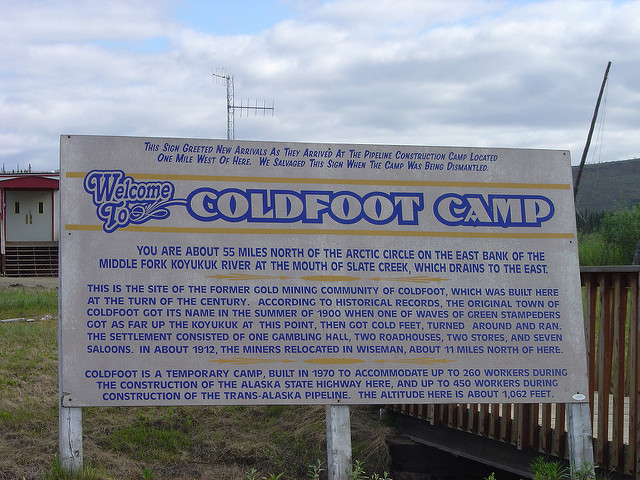 This Sign Greeted New Arrivals As They Arrived At The Pipeline Construction Camp Located
One Mile West Of Here. We Salvaged This Sign When The Camp Was Being Dismantled.
Welcome
To
COLDFOOT CAMP
YOU ARE ABOUT 55 MILES NORTH OF THE ARCTIC CIRCLE ON THE EAST BANK OF THE
MIDDLE FORK KOYUKUK RIVER AT THE MOUTH OF SLATE CREEK, WHICH DRAINS TO THE EAST.
THIS IS THE SITE OF THE FORMER GOLD MINING COMMUNITY OF COLDFOOT, WHICH WAS BUILT HERE
AT THE TURN OF THE CENTURY. ACCORDING TO HISTORICAL RECORDS, THE ORIGINAL TOWN OF
COLDFOOT GOT ITS NAME IN THE SUMMER OF 1900 WHEN ONE OF WAVES OF GREEN STAMPEDERS
GOT AS FAR UP THE KOYUKUK AT THIS POINT, THEN GOT COLD FEET, TURNED AROUND AND RAN.
THE SETTLEMENT CONSISTED OF ONE GAMBLING HALL, TWO ROADHOUSES, TWO STORES, AND SEVEN
SALOONS. IN ABOUT 1912, THE MINERS RELOCATED IN WISEMAN, ABOUT 11 MILES NORTH OF HERE.
COLDFOOT IS A TEMPORARY CAMP, BUILT IN 1970 TO ACCOMMODATE UP TO 260 WORKERS DURING
THE CONSTRUCTION OF THE ALASKA STATE HIGHWAY HERE, AND UP TO 450 WORKERS DURING
CONSTRUCTION OF THE TRANS-ALASKA PIPELINE. THE ALTITUDE HERE IS ABOUT 1,062 FEET.